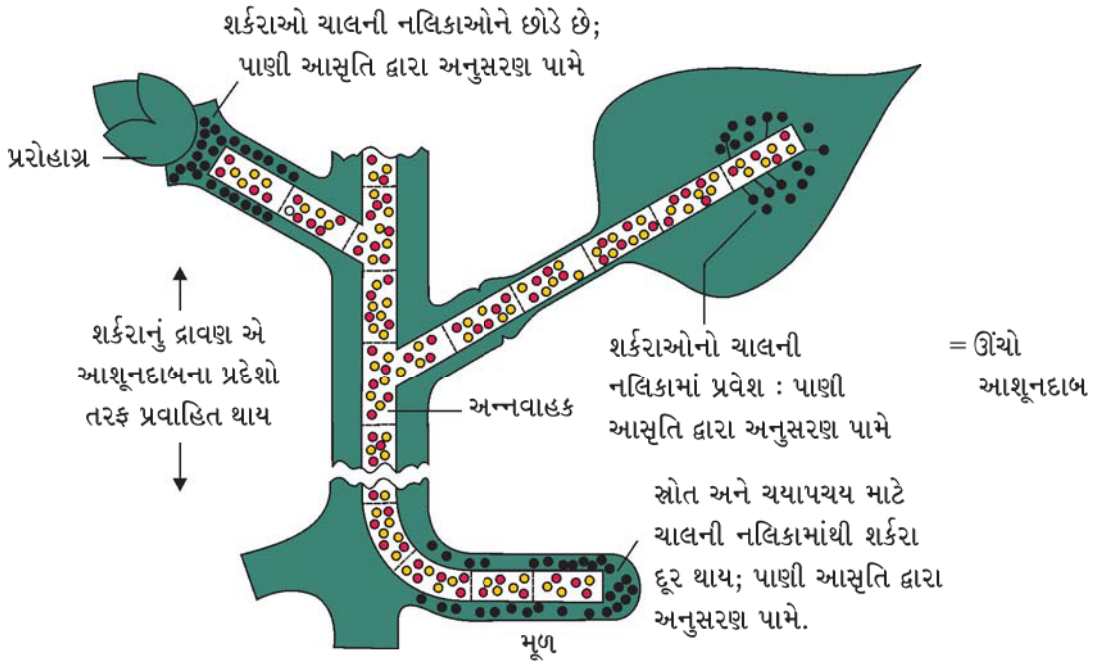 શર્કરાઓ ચાલની નલિકાઓને છોડે છે;
પાણી આસૃતિ દ્વારા અનુસરણ પામે
પ્રરોહાગ્ર
શર્કરાનું દ્રાવણ એ
આશૂનદાબના પ્રદેશો
તરફ પ્રવાહિત થાય
અન્નવાહક
શર્કરાઓનો ચાલની
નલિકામાં પ્રવેશ : પાણી
આસૃતિ દ્વારા અનુસરણ પામે
= ઊંચો
આશૂનદાબ
સ્રોત અને ચયાપચય માટે
ચાલની નલિકામાંથી શર્કરા
દૂર થાય; પાણી આસૃતિ દ્વારા
અનુસરણ પામે.
મૂળ